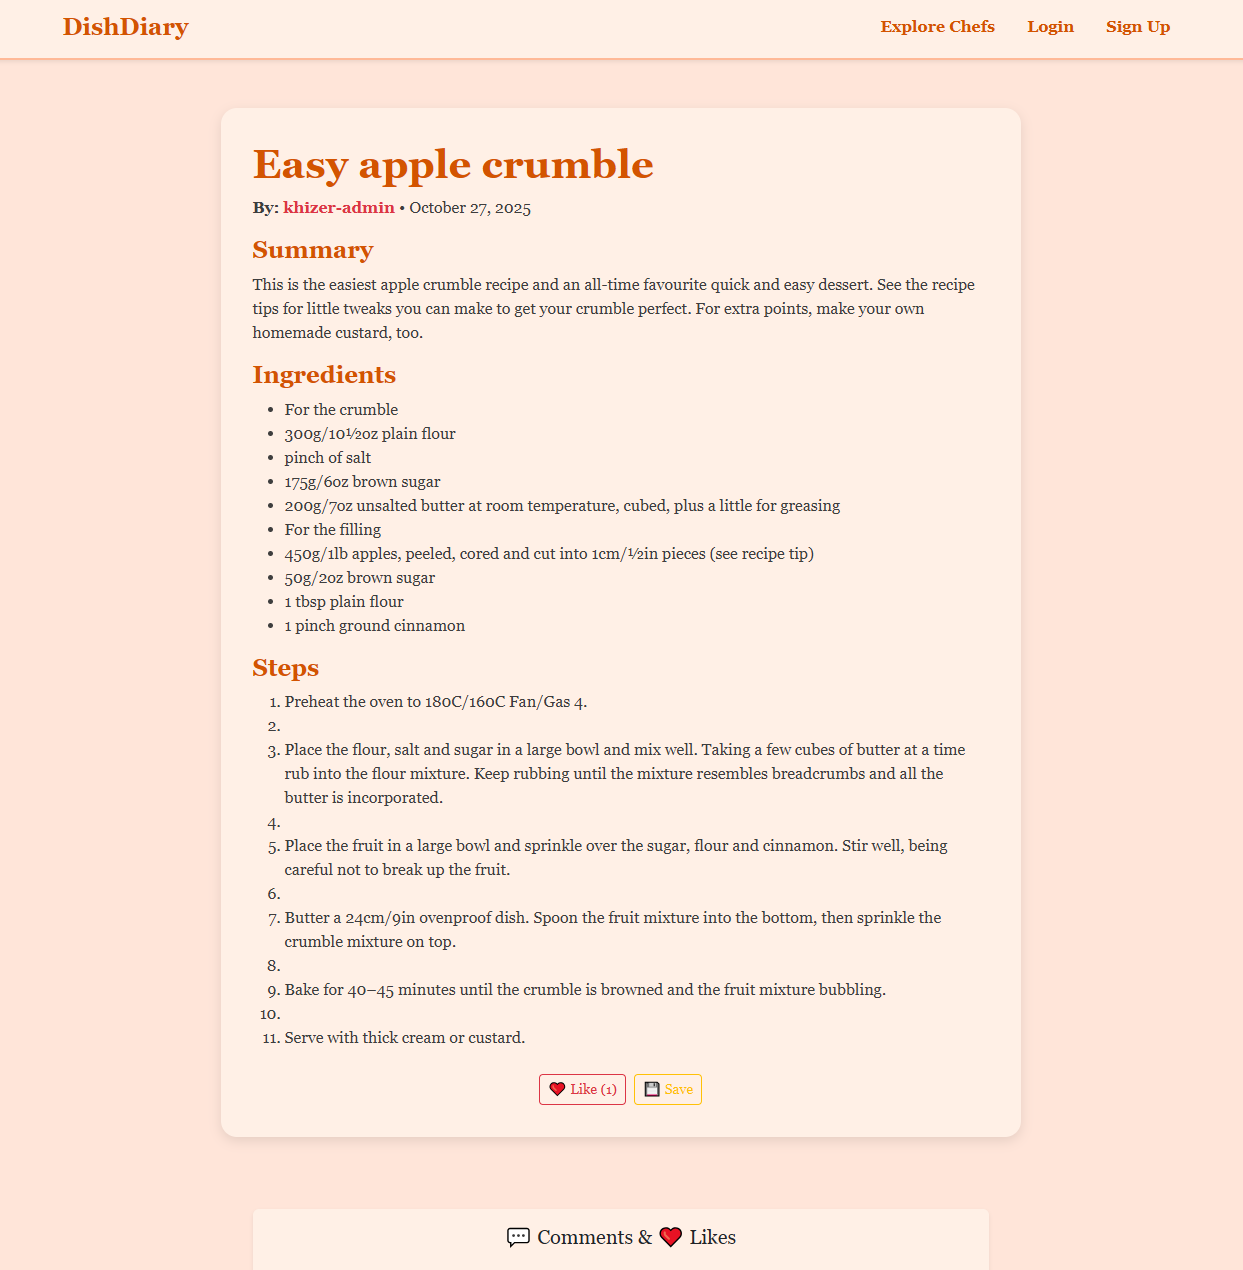 DishDiary
Explore Chefs
Login
Sign Up
Easy apple crumble
By: khizer-admin • October 27, 2025
Summary
This is the easiest apple crumble recipe and an all-time favourite quick and easy dessert. See the recipe
tips for little tweaks you can make to get your crumble perfect. For extra points, make your own
homemade custard, too.
Ingredients
• For the crumble
• 300g/10½oz plain flour
• pinch of salt
• 175g/6oz brown sugar
• 200g/7oz unsalted butter at room temperature, cubed, plus a little for greasing
• For the filling
• 450g/1lb apples, peeled, cored and cut into 1cm/½in pieces (see recipe tip)
• 50g/2oz brown sugar
• 1 tbsp plain flour
• 1 pinch ground cinnamon
Steps
1. Preheat the oven to 180C/160C Fan/Gas 4.
2.
3. Place the flour, salt and sugar in a large bowl and mix well. Taking a few cubes of butter at a time
rub into the flour mixture. Keep rubbing until the mixture resembles breadcrumbs and all the
butter is incorporated.
4.
5. Place the fruit in a large bowl and sprinkle over the sugar, flour and cinnamon. Stir well, being
careful not to break up the fruit.
6.
7. Butter a 24cm/9in ovenproof dish. Spoon the fruit mixture into the bottom, then sprinkle the
crumble mixture on top.
8.
9. Bake for 40–45 minutes until the crumble is browned and the fruit mixture bubbling.
10.
11. Serve with thick cream or custard.
❤️ Like (1)
💾 Save
💬 Comments & ❤️ Likes